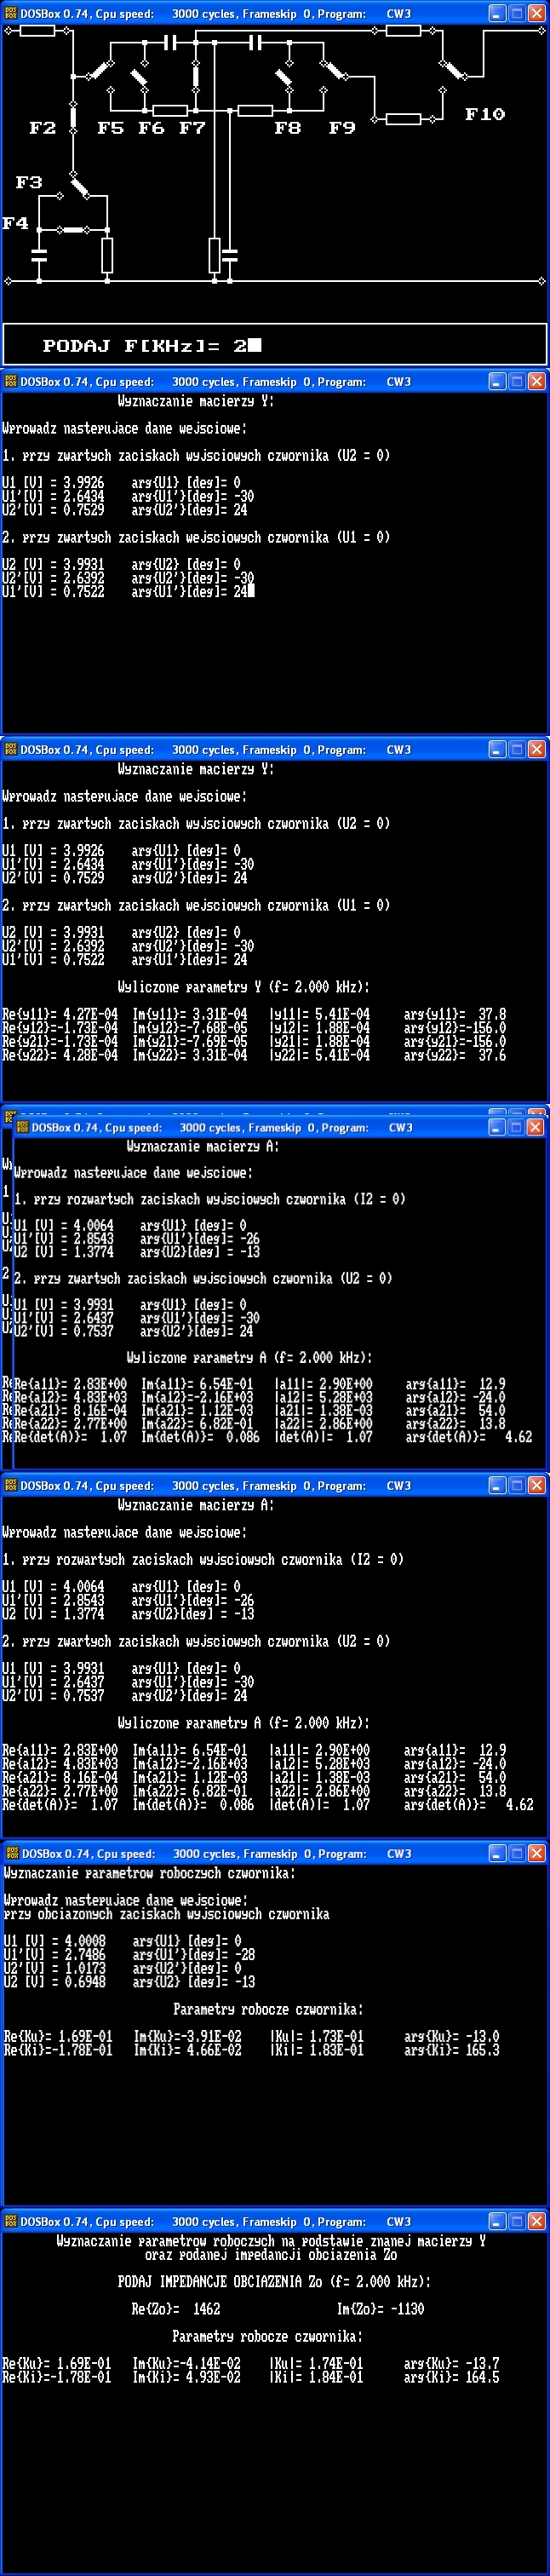 DOSBox 0.74, Cpu speed: 3000 cycles, Frameskip 0, Program: CW3
F2 F5 F6 F7 F8 F9 F10
F3
F4
PODAJ F[KHz]= 2
DOSBox 0.74, Cpu speed: 3000 cycles, Frameskip 0, Program: CW3
Wyznaczanie macierzy Y:
Wprowadz nastepujace dane wejsciowe:
1. przy zwartych zaciskach wyjsciowych czwornika (U2 = 0)
U1 [V] = 3.9926 arg{U1} [deg]= 0
U1'[V] = 2.6434 arg{U1'}[deg]= -30
U2'[V] = 0.7529 arg{U2'}[deg]= 24
2. przy zwartych zaciskach wejsciowych czwornika (U1 = 0)
U2 [V] = 3.9931 arg{U2} [deg]= 0
U2'[V] = 2.6392 arg{U2'}[deg]= -30
U1'[V] = 0.7522 arg{U1'}[deg]= 24
DOSBox 0.74, Cpu speed: 3000 cycles, Frameskip 0, Program: CW3
Wyznaczanie macierzy Y:
Wprowadz nastepujace dane wejsciowe:
1. przy zwartych zaciskach wyjsciowych czwornika (U2 = 0)
U1 [V] = 3.9926 arg{U1} [deg]= 0
U1'[V] = 2.6434 arg{U1'}[deg]= -30
U2'[V] = 0.7529 arg{U2'}[deg]= 24
2. przy zwartych zaciskach wejsciowych czwornika (U1 = 0)
U2 [V] = 3.9931 arg{U2} [deg]= 0
U2'[V] = 2.6392 arg{U2'}[deg]= -30
U1'[V] = 0.7522 arg{U1'}[deg]= 24
Wyliczone parametry Y (f= 2.000 kHz):
Re{y11}= 4.27E-04 Im{y11}= 3.31E-04 |y11|= 5.41E-04 arg{y11}= 37.8
Re{y12}=-1.73E-04 Im{y12}=-7.68E-05 |y12|= 1.88E-04 arg{y12}=-156.0
Re{y21}=-1.73E-04 Im{y21}=-7.69E-05 |y21|= 1.88E-04 arg{y21}=-156.0
Re{y22}= 4.28E-04 Im{y22}= 3.31E-04 |y22|= 5.41E-04 arg{y22}= 37.6
DOSBox 0.74, Cpu speed: 3000 cycles, Frameskip 0, Program: CW3
Wyznaczanie macierzy A:
Wprowadz nastepujace dane wejsciowe:
1. przy rozwartych zaciskach wyjsciowych czwornika (I2 = 0)
U1 [V] = 4.0064 arg{U1} [deg]= 0
U1'[V] = 2.8543 arg{U1'}[deg]= -26
U2 [V] = 1.3774 arg{U2}[deg] = -13
2. przy zwartych zaciskach wyjsciowych czwornika (U2 = 0)
U1 [V] = 3.9931 arg{U1} [deg]= 0
U1'[V] = 2.6437 arg{U1'}[deg]= -30
U2'[V] = 0.7537 arg{U2'}[deg]= 24
Wyliczone parametry A (f= 2.000 kHz):
Re{a11}= 2.83E+00 Im{a11}= 6.54E-01 |a11|= 2.90E+00 arg{a11}= 12.9
Re{a12}= 4.83E+03 Im{a12}=-2.16E+03 |a12|= 5.28E+03 arg{a12}= -24.0
Re{a21}= 8.16E-04 Im{a21}= 1.12E-03 |a21|= 1.38E-03 arg{a21}= 54.0
Re{a22}= 2.77E+00 Im{a22}= 6.82E-01 |a22|= 2.86E+00 arg{a22}= 13.8
Re{det(A)}= 1.07 Im{det(A)}= 0.086 |det(A)|= 1.07 arg{det(A)}= 4.62
DOSBox 0.74, Cpu speed: 3000 cycles, Frameskip 0, Program: CW3
Wyznaczanie macierzy A:
Wprowadz nastepujace dane wejsciowe:
1. przy rozwartych zaciskach wyjsciowych czwornika (I2 = 0)
U1 [V] = 4.0064 arg{U1} [deg]= 0
U1'[V] = 2.8543 arg{U1'}[deg]= -26
U2 [V] = 1.3774 arg{U2}[deg] = -13
2. przy zwartych zaciskach wyjsciowych czwornika (U2 = 0)
U1 [V] = 3.9931 arg{U1} [deg]= 0
U1'[V] = 2.6437 arg{U1'}[deg]= -30
U2'[V] = 0.7537 arg{U2'}[deg]= 24
Wyliczone parametry A (f= 2.000 kHz):
Re{a11}= 2.83E+00 Im{a11}= 6.54E-01 |a11|= 2.90E+00 arg{a11}= 12.9
Re{a12}= 4.83E+03 Im{a12}=-2.16E+03 |a12|= 5.28E+03 arg{a12}= -24.0
Re{a21}= 8.16E-04 Im{a21}= 1.12E-03 |a21|= 1.38E-03 arg{a21}= 54.0
Re{a22}= 2.77E+00 Im{a22}= 6.82E-01 |a22|= 2.86E+00 arg{a22}= 13.8
Re{det(A)}= 1.07 Im{det(A)}= 0.086 |det(A)|= 1.07 arg{det(A)}= 4.62
DOSBox 0.74, Cpu speed: 3000 cycles, Frameskip 0, Program: CW3
Wyznaczanie parametrow roboczych czwornika:
Wprowadz nastepujace dane wejsciowe:
przy obciazonych zaciskach wyjsciowych czwornika
U1 [V] = 4.0008 arg{U1} [deg]= 0
U1'[V] = 2.7486 arg{U1'}[deg]= -28
U2'[V] = 1.0173 arg{U2'}[deg]= 0
U2 [V] = 0.6948 arg{U2} [deg]= -13
Parametry robocze czwornika:
Re{Ku}= 1.69E-01 Im{Ku}=-3.91E-02 |Ku|= 1.73E-01 arg{Ku}= -13.0
Re{Ki}=-1.78E-01 Im{Ki}= 4.66E-02 |Ki|= 1.83E-01 arg{Ki}= 165.3
DOSBox 0.74, Cpu speed: 3000 cycles, Frameskip 0, Program: CW3
Wyznaczanie parametrow roboczych na podstawie znanej macierzy Y
oraz podanej impedancji obciazenia Zo
PODAJ IMPEDANCJE OBCIAZENIA Zo (f= 2.000 kHz):
Re{Zo}= 1462 Im{Zo}= -1130
Parametry robocze czwornika:
Re{Ku}= 1.69E-01 Im{Ku}=-4.14E-02 |Ku|= 1.74E-01 arg{Ku}= -13.7
Re{Ki}=-1.78E-01 Im{Ki}= 4.93E-02 |Ki|= 1.84E-01 arg{Ki}= 164.5